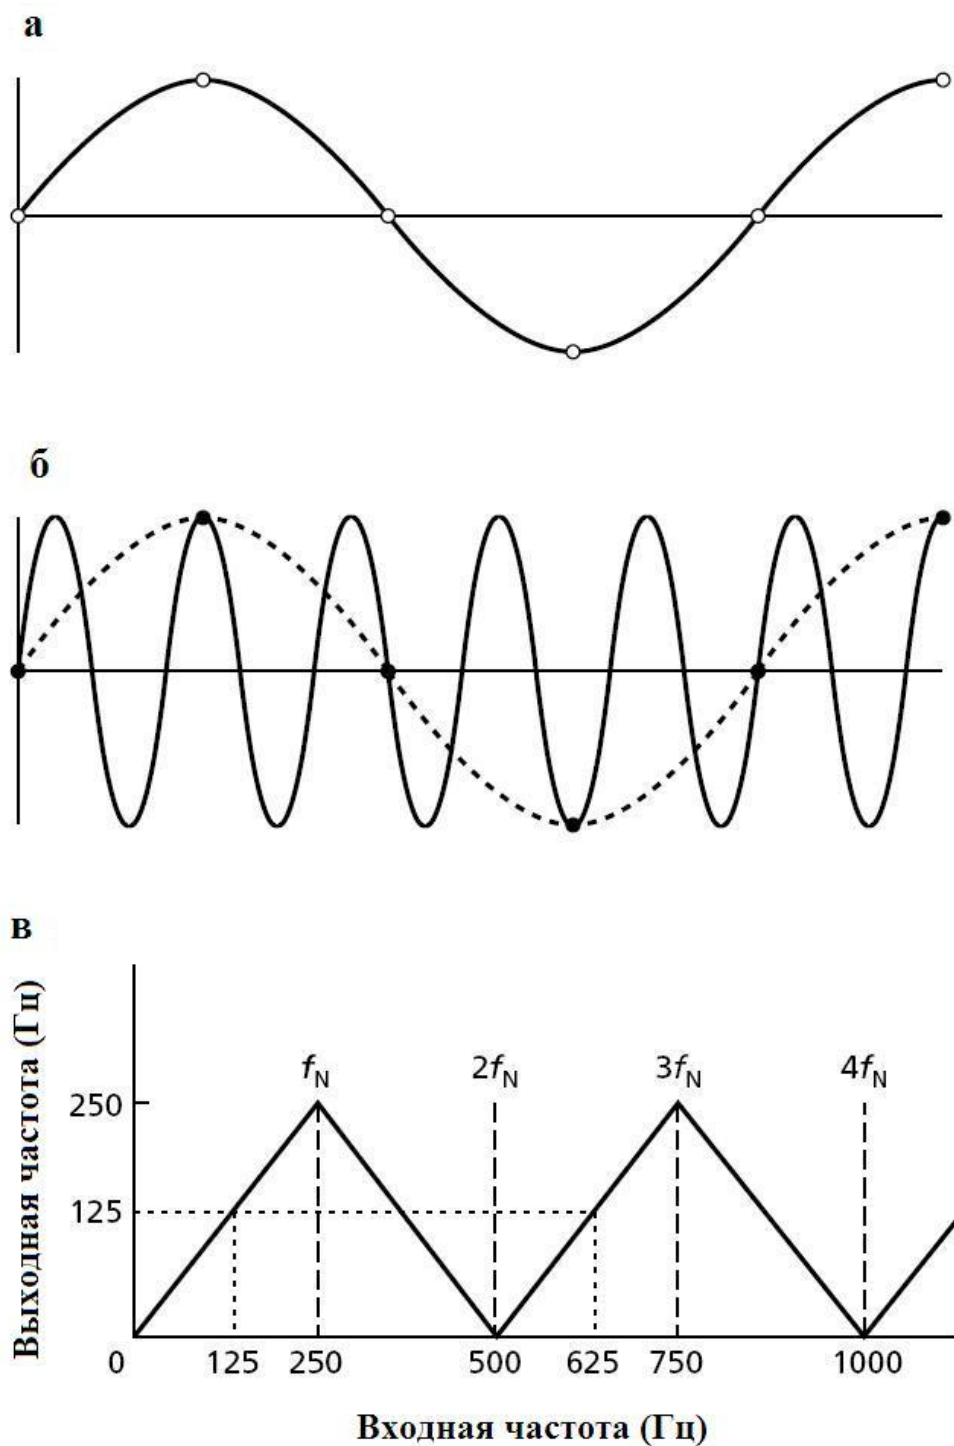 а
б
в
Выходная частота (Гц)
f_N 2f_N 3f_N 4f_N
250
125
0 125 250 500 625 750 1000
Входная частота (Гц)